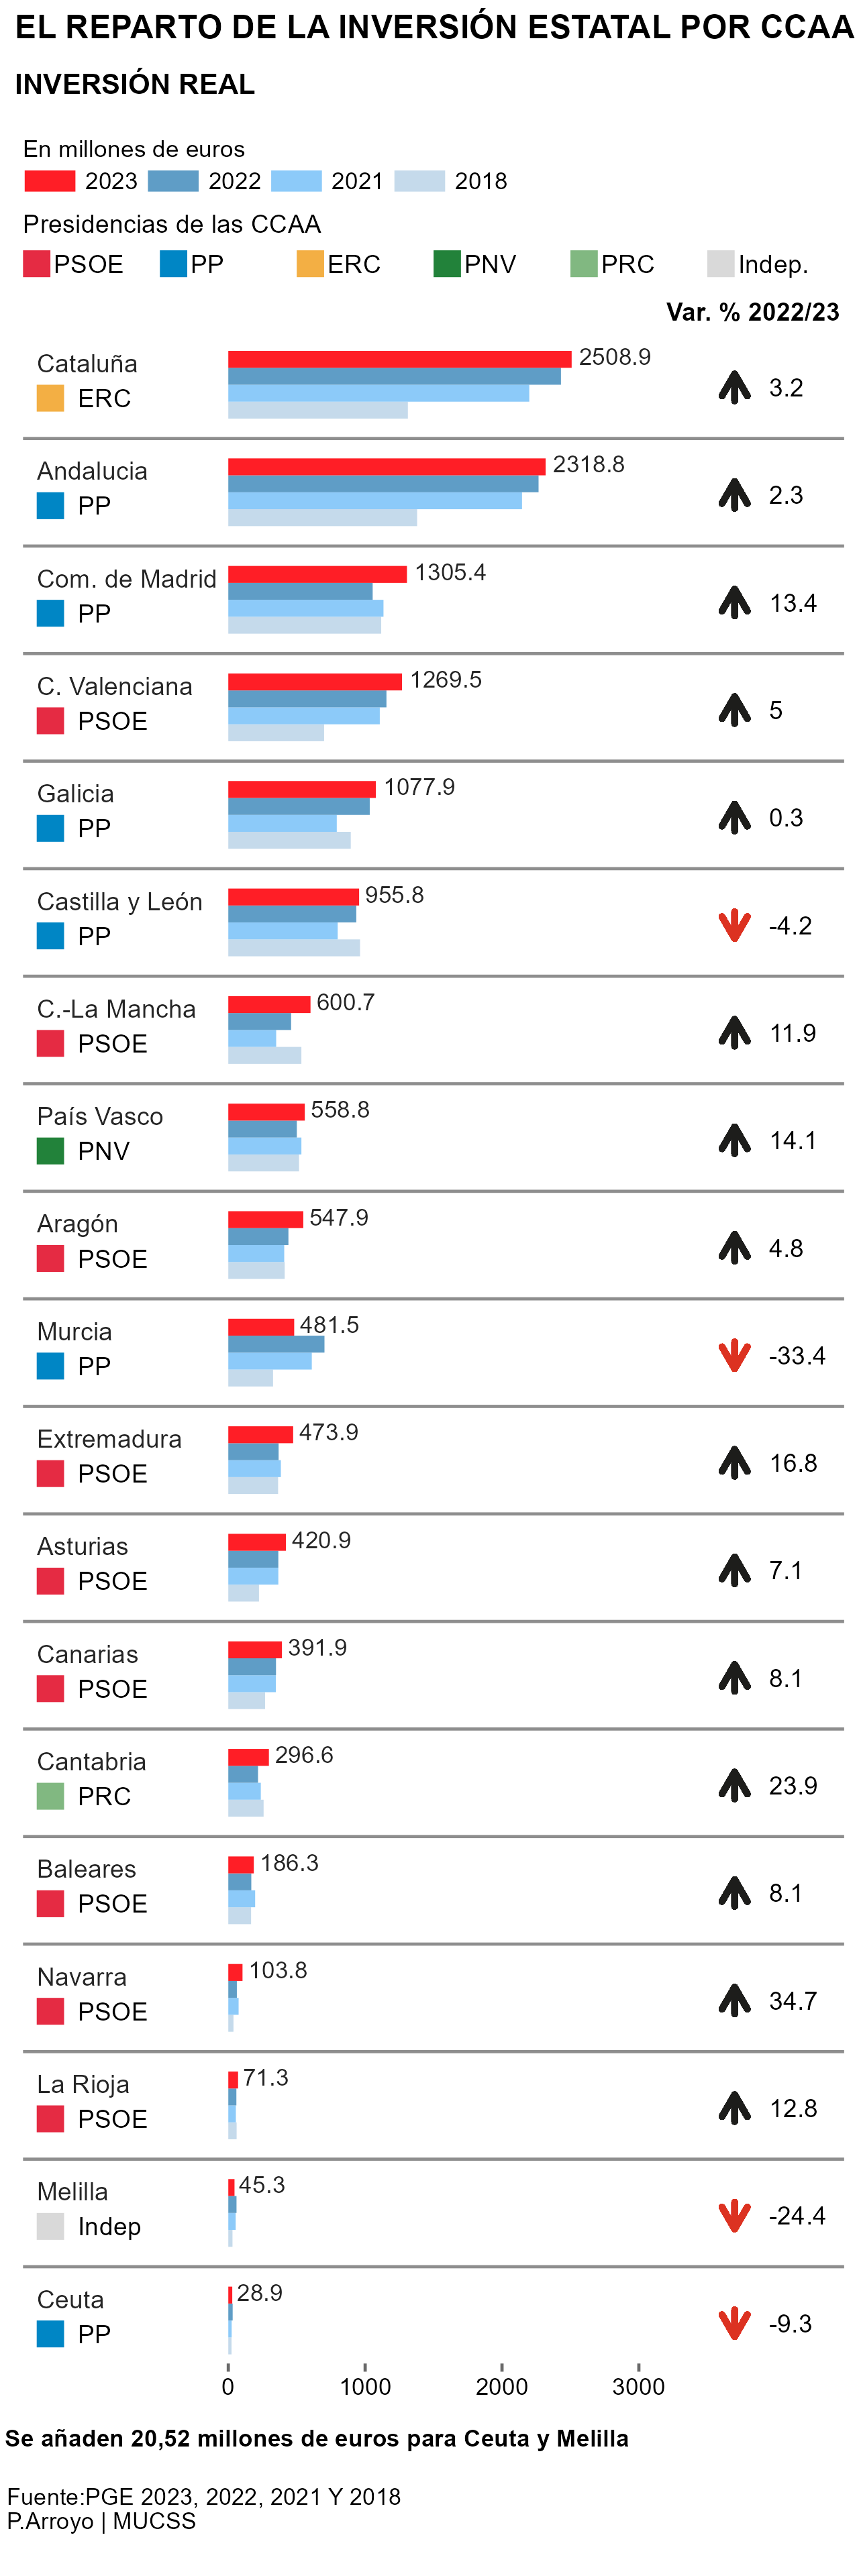 EL REPARTO DE LA INVERSIÓN ESTATAL POR CCAA
INVERSIÓN REAL
En millones de euros
2023 2022 2021 2018
Presidencias de las CCAA
PSOE PP ERC PNV PRC Indep.
Var. % 2022/23
Cataluña 2508.9
ERC 3.2
Andalucia 2318.8
PP 2.3
Com. de Madrid 1305.4
PP 13.4
C. Valenciana 1269.5
PSOE 5
Galicia 1077.9
PP 0.3
Castilla y León 955.8
PP -4.2
C.-La Mancha 600.7
PSOE 11.9
País Vasco 558.8
PNV 14.1
Aragón 547.9
PSOE 4.8
Murcia 481.5
PP -33.4
Extremadura 473.9
PSOE 16.8
Asturias 420.9
PSOE 7.1
Canarias 391.9
PSOE 8.1
Cantabria 296.6
PRC 23.9
Baleares 186.3
PSOE 8.1
Navarra 103.8
PSOE 34.7
La Rioja 71.3
PSOE 12.8
Melilla 45.3
Indep -24.4
Ceuta 28.9
PP -9.3
0 1000 2000 3000
Se añaden 20,52 millones de euros para Ceuta y Melilla
Fuente:PGE 2023, 2022, 2021 Y 2018
P.Arroyo | MUCSS